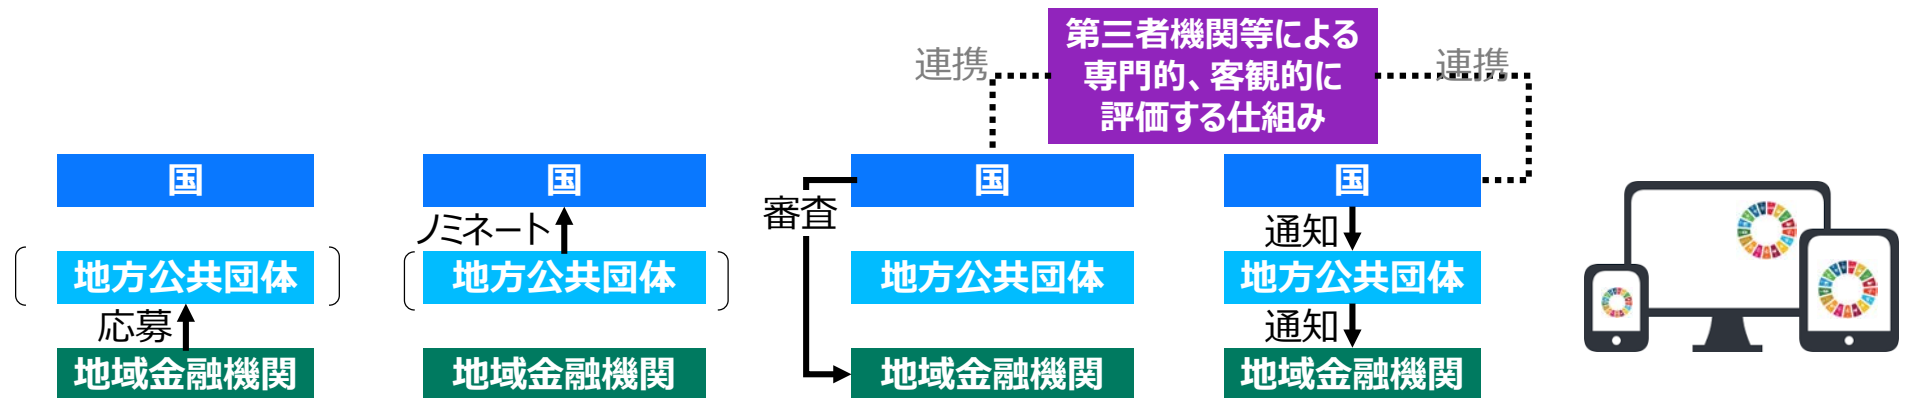 第三者機関等による
専門的、客観的に
評価する仕組み
連携
連携
国
国
国
国
ノミネート
審査
通知
地方公共団体
地方公共団体
地方公共団体
地方公共団体
応募
通知
地域金融機関
地域金融機関
地域金融機関
地域金融機関